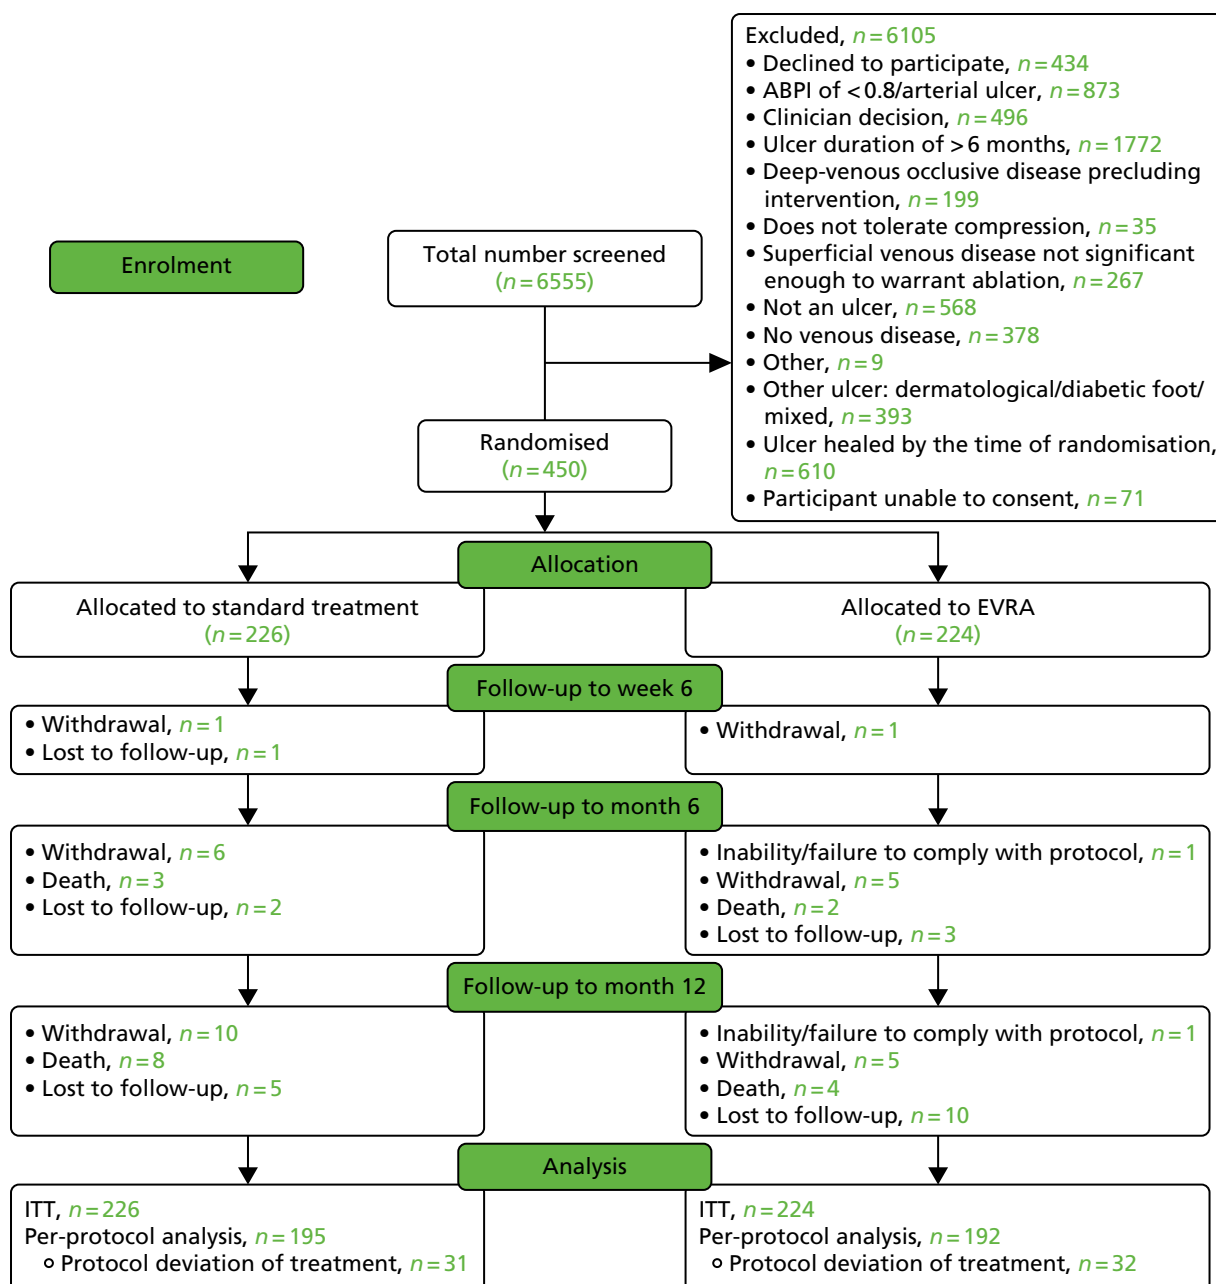 Excluded, n=6105
• Declined to participate, n=434
• ABPI of <0.8/arterial ulcer, n=873
• Clinician decision, n=496
• Ulcer duration of >6 months, n=1772
• Deep-venous occlusive disease precluding
intervention, n=199
• Does not tolerate compression, n=35
• Superficial venous disease not significant
enough to warrant ablation, n=267
• Not an ulcer, n=568
• No venous disease, n=378
• Other, n=9
• Other ulcer: dermatological/diabetic foot/
mixed, n=393
• Ulcer healed by the time of randomisation,
n=610
• Participant unable to consent, n=71
Enrolment
Total number screened
(n=6555)
Randomised
(n=450)
Allocation
Allocated to standard treatment
(n=226)
Allocated to EVRA
(n=224)
Follow-up to week 6
• Withdrawal, n=1
• Lost to follow-up, n=1
• Withdrawal, n=1
Follow-up to month 6
• Withdrawal, n=6
• Death, n=3
• Lost to follow-up, n=2
• Inability/failure to comply with protocol, n=1
• Withdrawal, n=5
• Death, n=2
• Lost to follow-up, n=3
Follow-up to month 12
• Withdrawal, n=10
• Death, n=8
• Lost to follow-up, n=5
• Inability/failure to comply with protocol, n=1
• Withdrawal, n=5
• Death, n=4
• Lost to follow-up, n=10
Analysis
ITT, n=226
Per-protocol analysis, n=195
⚬ Protocol deviation of treatment, n=31
ITT, n=224
Per-protocol analysis, n=192
⚬ Protocol deviation of treatment, n=32